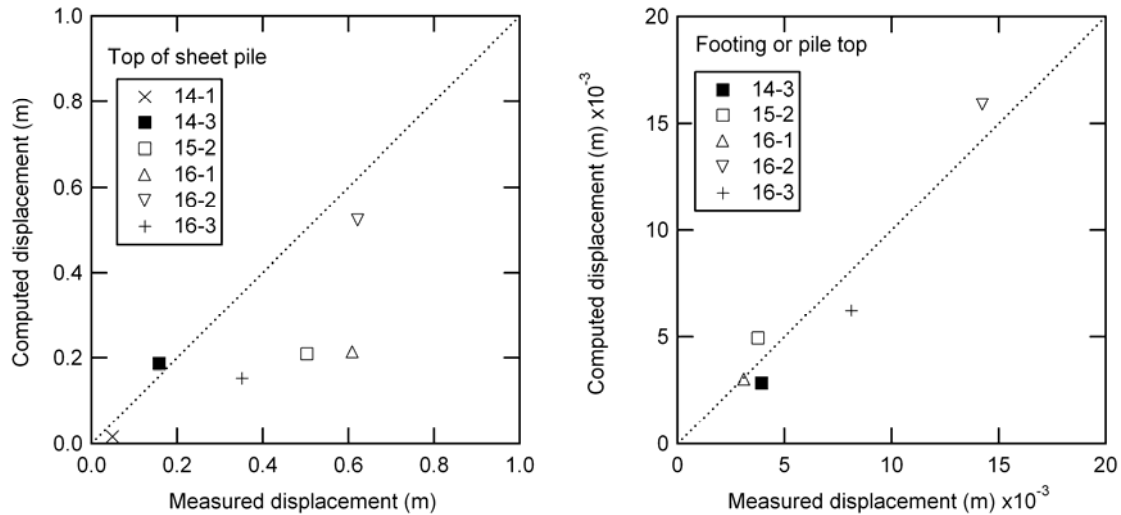 Top of sheet pile
14-1
14-3
15-2
16-1
16-2
16-3
Computed displacement (m)
1.0
0.8
0.6
0.4
0.2
0.0
0.0 0.2 0.4 0.6 0.8 1.0
Measured displacement (m)
Footing or pile top
14-3
15-2
16-1
16-2
16-3
Computed displacement (m) x10⁻³
20
15
10
5
0
0 5 10 15 20
Measured displacement (m) x10⁻³